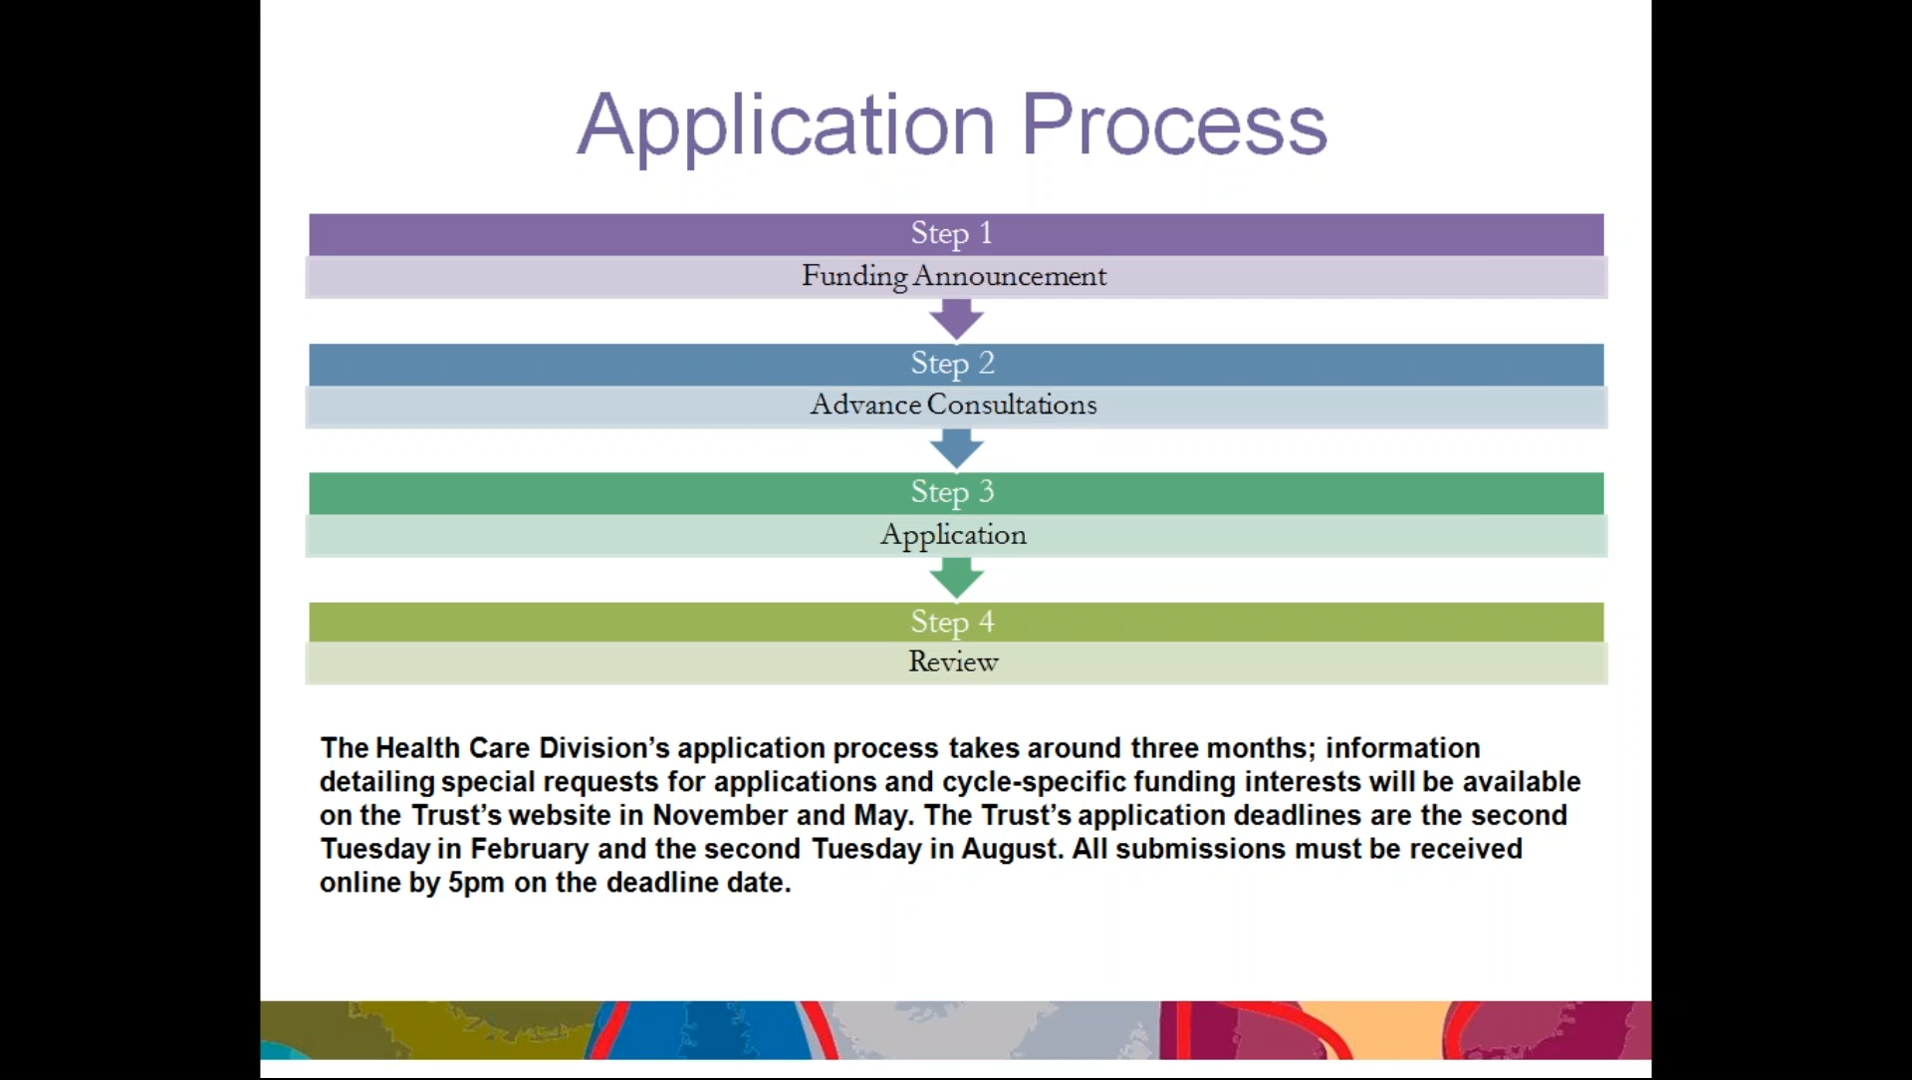 Application Process
Step 1
Funding Announcement
Step 2
Advance Consultations
Step 3
Application
Step 4
Review
The Health Care Division’s application process takes around three months; information
detailing special requests for applications and cycle-specific funding interests will be available
on the Trust’s website in November and May. The Trust’s application deadlines are the second
Tuesday in February and the second Tuesday in August. All submissions must be received
online by 5pm on the deadline date.